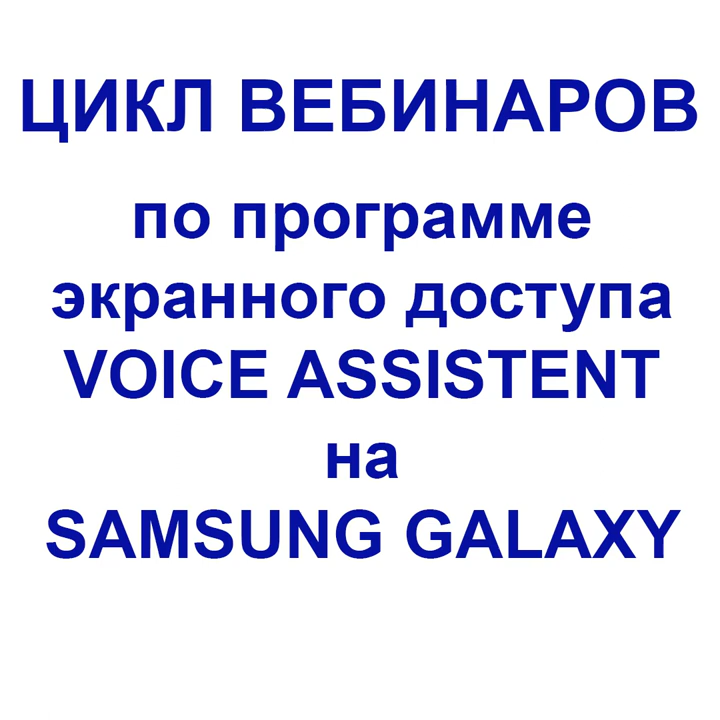 ЦИКЛ ВЕБИНАРОВ
по программе
экранного доступа
VOICE ASSISTENT
на
SAMSUNG GALAXY